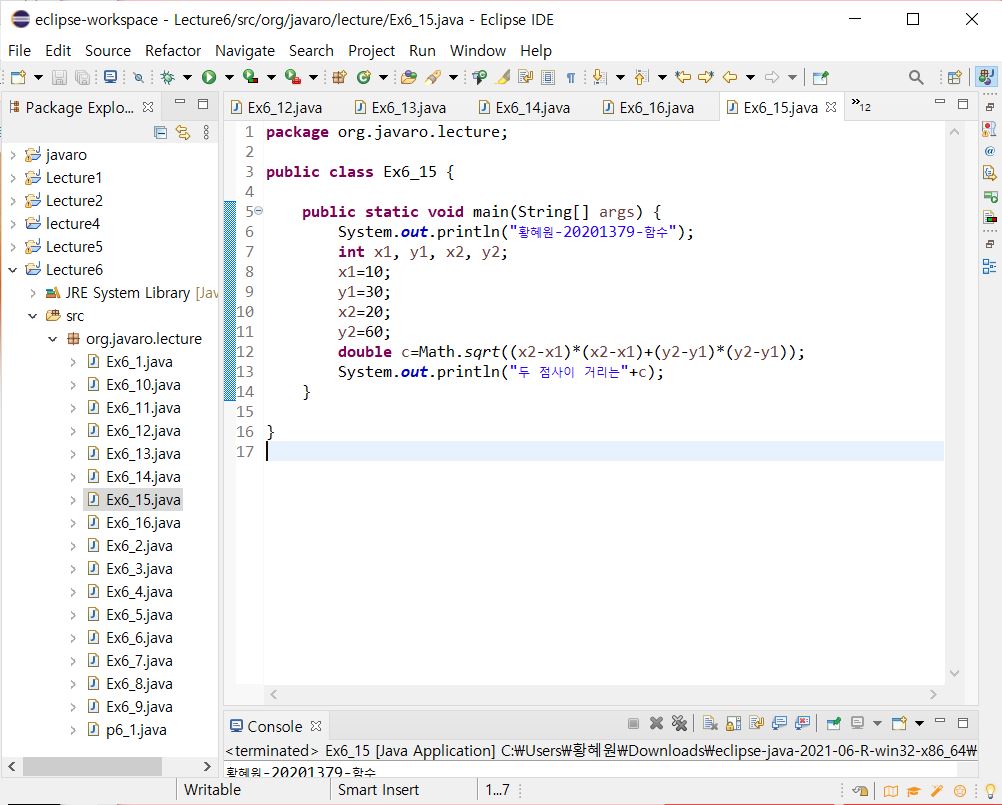 eclipse-workspace - Lecture6/src/org/javaro/lecture/Ex6_15.java - Eclipse IDE
File Edit Source Refactor Navigate Search Project Run Window Help
Package Explo...
Ex6_12.java Ex6_13.java Ex6_14.java Ex6_16.java Ex6_15.java »12
javaro
Lecture1
Lecture2
lecture4
Lecture5
Lecture6
JRE System Library [Jav
src
org.javaro.lecture
Ex6_1.java
Ex6_10.java
Ex6_11.java
Ex6_12.java
Ex6_13.java
Ex6_14.java
Ex6_15.java
Ex6_16.java
Ex6_2.java
Ex6_3.java
Ex6_4.java
Ex6_5.java
Ex6_6.java
Ex6_7.java
Ex6_8.java
Ex6_9.java
p6_1.java
1 package org.javaro.lecture;
2
3 public class Ex6_15 {
4
5 public static void main(String[] args) {
6 System.out.println("황혜원-20201379-함수");
7 int x1, y1, x2, y2;
8 x1=10;
9 y1=30;
10 x2=20;
11 y2=60;
12 double c=Math.sqrt((x2-x1)*(x2-x1)+(y2-y1)*(y2-y1));
13 System.out.println("두 점사이 거리는"+c);
14 }
15
16 }
17
Console
<terminated> Ex6_15 [Java Application] C:₩Users₩황혜원₩Downloads₩eclipse-java-2021-06-R-win32-x86_64₩
황혜원-20201379-함수
Writable Smart Insert 1...7